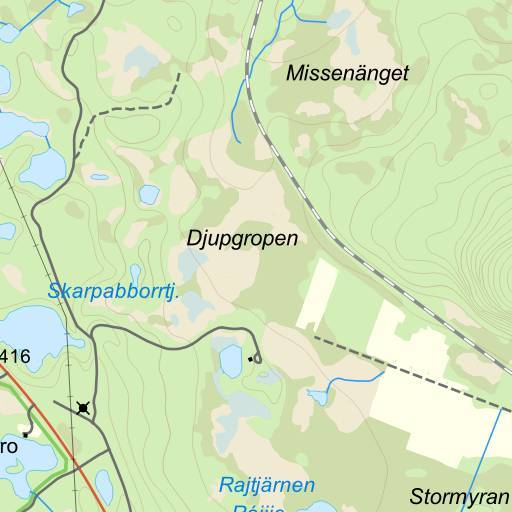 Missenänget
Djupgropen
Skarpabborrtj.
416
ro
Rajtjärnen
Stormyran